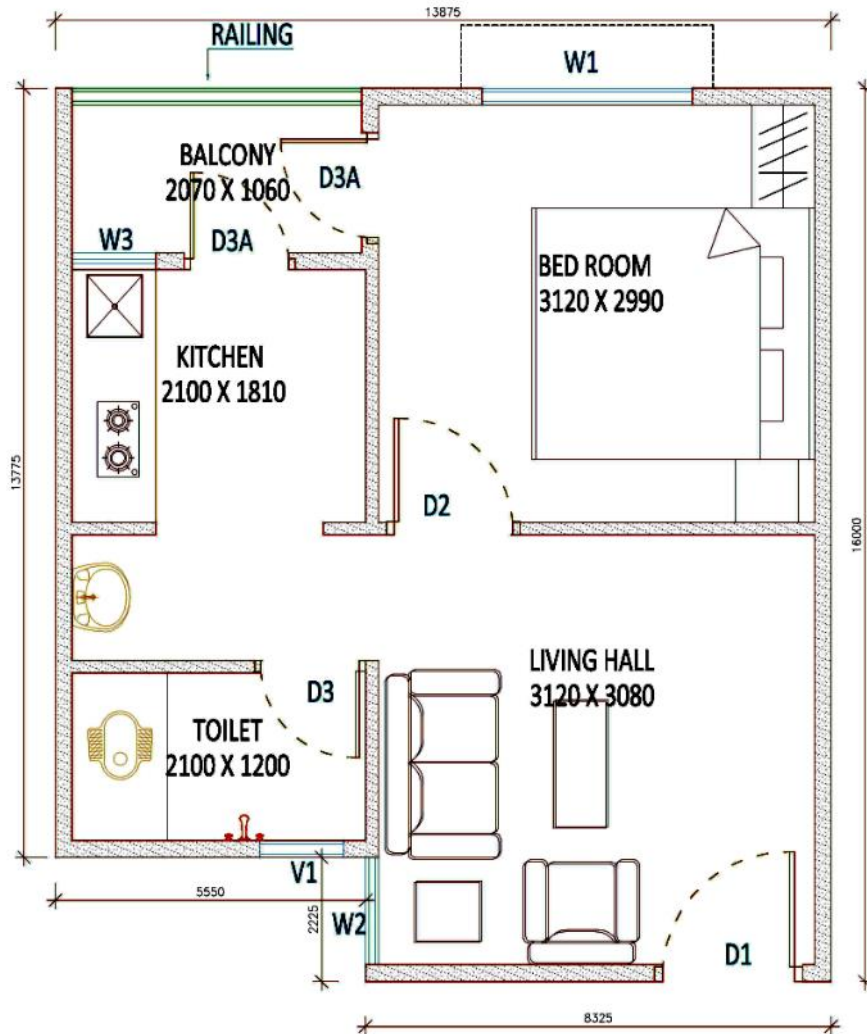 13875
RAILING
W1
BALCONY
2070 X 1060
D3A
W3
D3A
BED ROOM
3120 X 2990
KITCHEN
2100 X 1810
13775
D2
16000
LIVING HALL
3120 X 3080
D3
TOILET
2100 X 1200
V1
5550
2225
W2
D1
8325